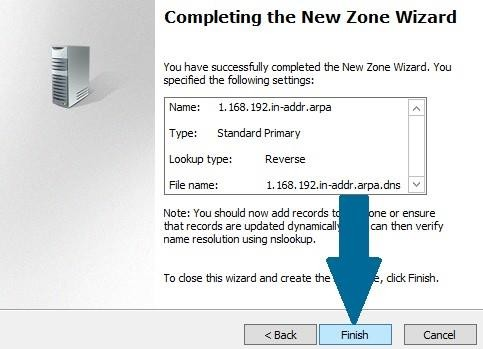 Completing the New Zone Wizard
You have successfully completed the New Zone Wizard. You
specified the following settings:
Name: 1.168.192.in-addr.arpa
Type: Standard Primary
Lookup type: Reverse
File name: 1.168.192.in-addr.arpa.dns
Note: You should now add records to one or ensure
that records are updated dynamically can then verify
name resolution using nslookup.
To close this wizard and create the , click Finish.
< Back Finish Cancel